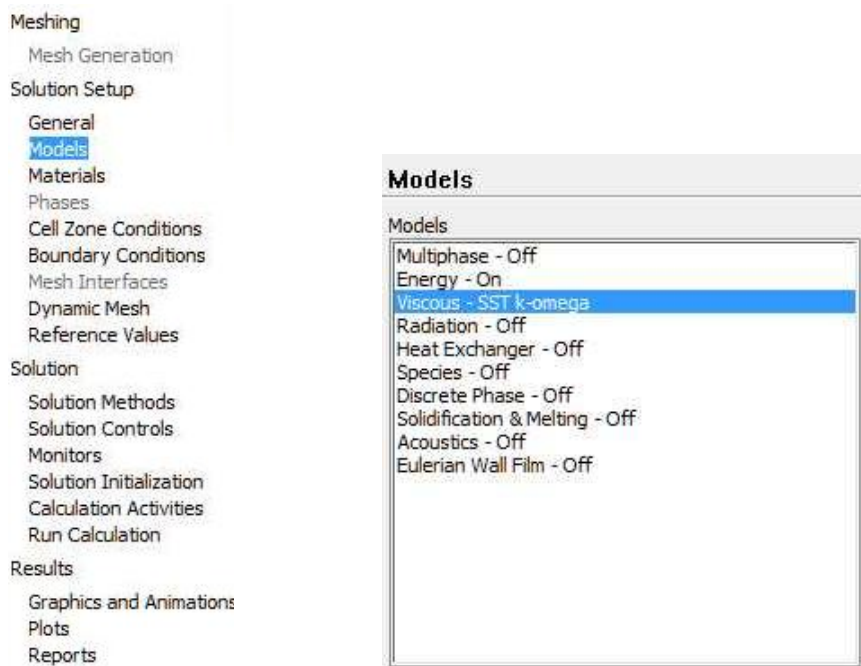 Meshing
Mesh Generation
Solution Setup
General
Models
Materials
Phases
Cell Zone Conditions
Boundary Conditions
Mesh Interfaces
Dynamic Mesh
Reference Values
Solution
Solution Methods
Solution Controls
Monitors
Solution Initialization
Calculation Activities
Run Calculation
Results
Graphics and Animations
Plots
Reports
Models
Models
Multiphase - Off
Energy - On
Viscous - SST k-omega
Radiation - Off
Heat Exchanger - Off
Species - Off
Discrete Phase - Off
Solidification & Melting - Off
Acoustics - Off
Eulerian Wall Film - Off